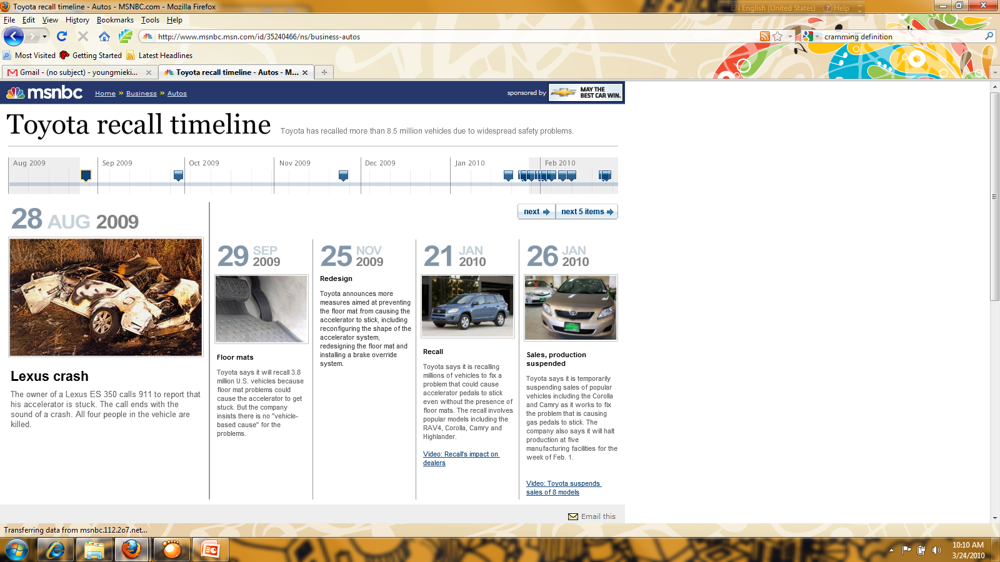 Toyota recall timeline - Autos - MSNBC.com - Mozilla Firefox
EN English (United States) Help
File Edit View History Bookmarks Tools Help
http://www.msnbc.msn.com/id/35240466/ns/business-autos
cramming definition
Most Visited Getting Started Latest Headlines
Gmail - (no subject) - youngmieki...
Toyota recall timeline - Autos - M...
msnbc
Home » Business » Autos
sponsored by
MAY THE
BEST CAR WIN.
Toyota recall timeline
Toyota has recalled more than 8.5 million vehicles due to widespread safety problems.
Aug 2009 Sep 2009 Oct 2009 Nov 2009 Dec 2009 Jan 2010 Feb 2010
next next 5 items
28 AUG 2009
Lexus crash
The owner of a Lexus ES 350 calls 911 to report that
his accelerator is stuck. The call ends with the
sound of a crash. All four people in the vehicle are
killed.
29 SEP
2009
Floor mats
Toyota says it will recall 3.8
million U.S. vehicles because
floor mat problems could
cause the accelerator to get
stuck. But the company
insists there is no "vehicle-
based cause" for the
problems.
25 NOV
2009
Redesign
Toyota announces more
measures aimed at preventing
the floor mat from causing the
accelerator to stick, including
reconfiguring the shape of the
accelerator system,
redesigning the floor mat and
installing a brake override
system.
21 JAN
2010
Recall
Toyota says it is recalling
millions of vehicles to fix a
problem that could cause
accelerator pedals to stick
even without the presence of
floor mats. The recall involves
popular models including the
RAV4, Corolla, Camry and
Highlander.
Video: Recall's impact on
dealers
26 JAN
2010
Sales, production
suspended
Toyota says it is temporarily
suspending sales of popular
vehicles including the Corolla
and Camry as it works to fix
the problem that is causing
gas pedals to stick. The
company also says it will halt
production at five
manufacturing facilities for the
week of Feb. 1.
Video: Toyota suspends
sales of 8 models
Email this
Transferring data from msnbc.112.2o7.net...
10:10 AM
3/24/2010